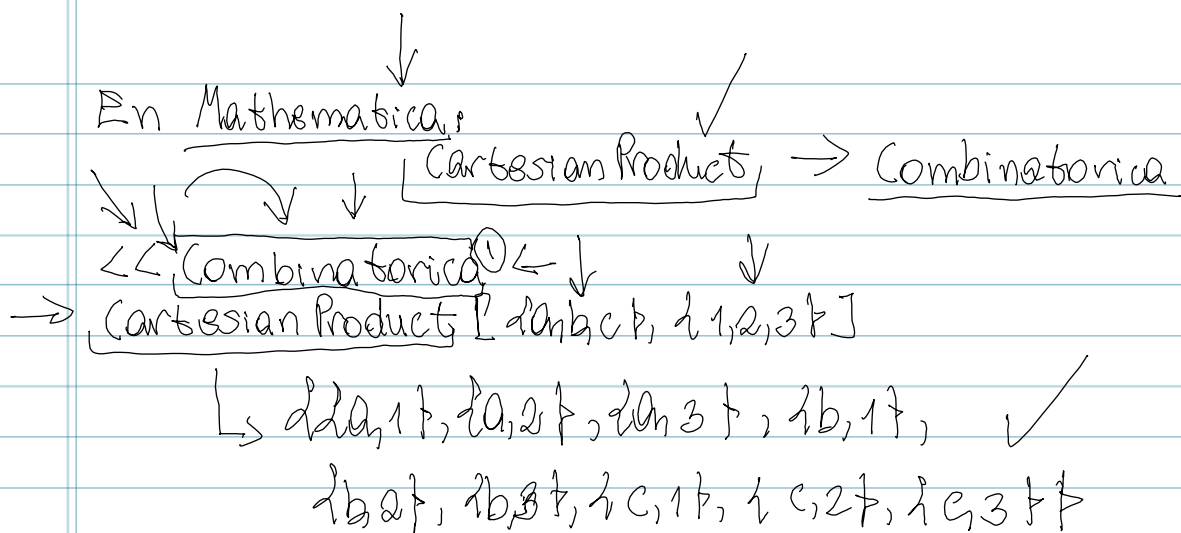 En Mathematica,
CartesianProduct → Combinatorica
<< Combinatorica` ←
→ CartesianProduct[{a,b,c}, {1,2,3}]
↳ {{a,1}, {a,2}, {a,3}, {b,1},
{b,2}, {b,3}, {c,1}, {c,2}, {c,3}}